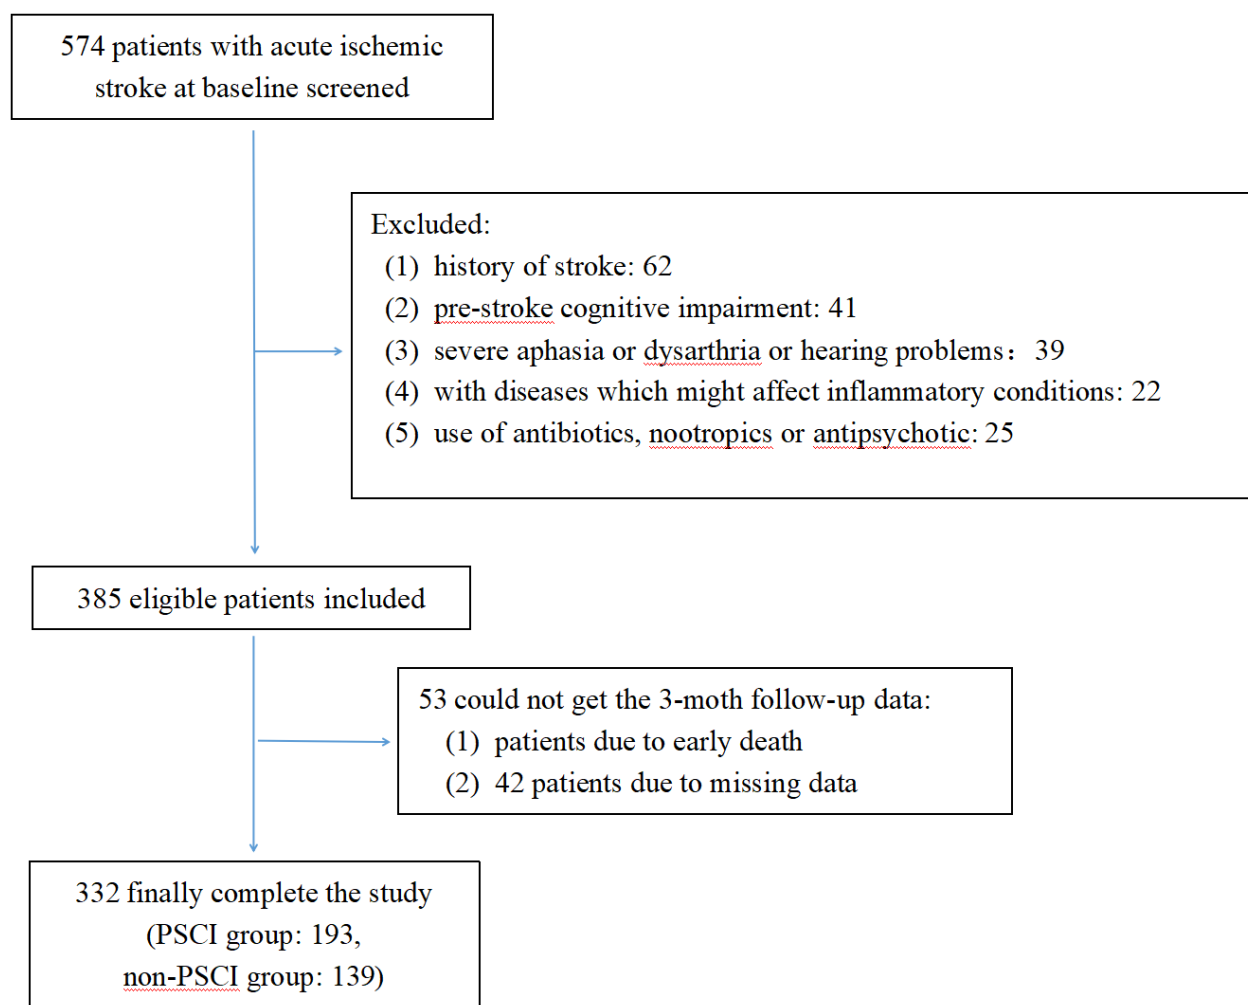 574 patients with acute ischemic
stroke at baseline screened
Excluded:
(1) history of stroke: 62
(2) pre-stroke cognitive impairment: 41
(3) severe aphasia or dysarthria or hearing problems：39
(4) with diseases which might affect inflammatory conditions: 22
(5) use of antibiotics, nootropics or antipsychotic: 25
385 eligible patients included
53 could not get the 3-moth follow-up data:
(1) patients due to early death
(2) 42 patients due to missing data
332 finally complete the study
(PSCI group: 193,
non-PSCI group: 139)